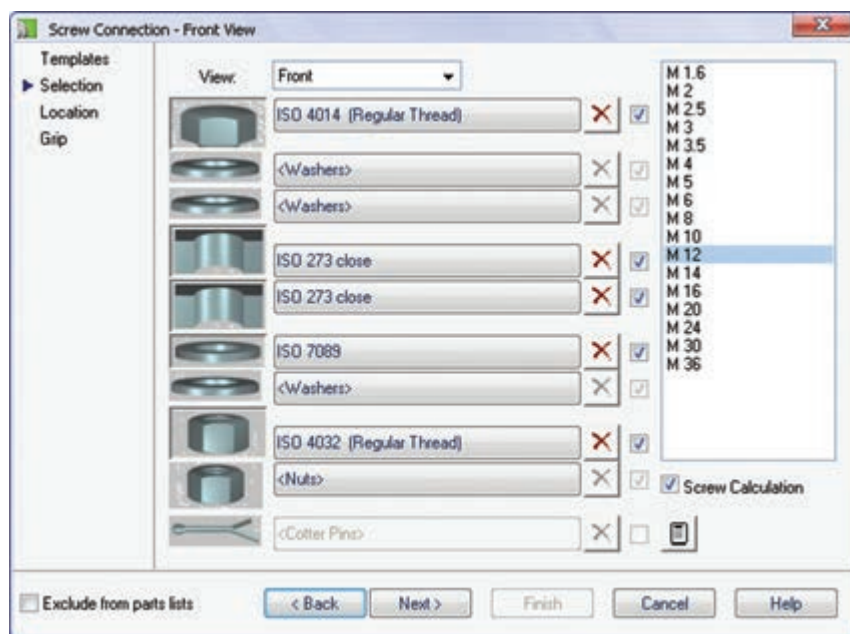 Screw Connection - Front View
Templates
Selection
Location
Grip
View:
Front
ISO 4014 (Regular Thread)
<Washers>
<Washers>
ISO 273 close
ISO 273 close
ISO 7089
<Washers>
ISO 4032 (Regular Thread)
<Nuts>
<Cotter Pins>
M 1.6
M 2
M 2.5
M 3
M 3.5
M 4
M 5
M 6
M 8
M 10
M 12
M 14
M 16
M 20
M 24
M 30
M 36
Screw Calculation
Exclude from parts lists
< Back
Next >
Finish
Cancel
Help